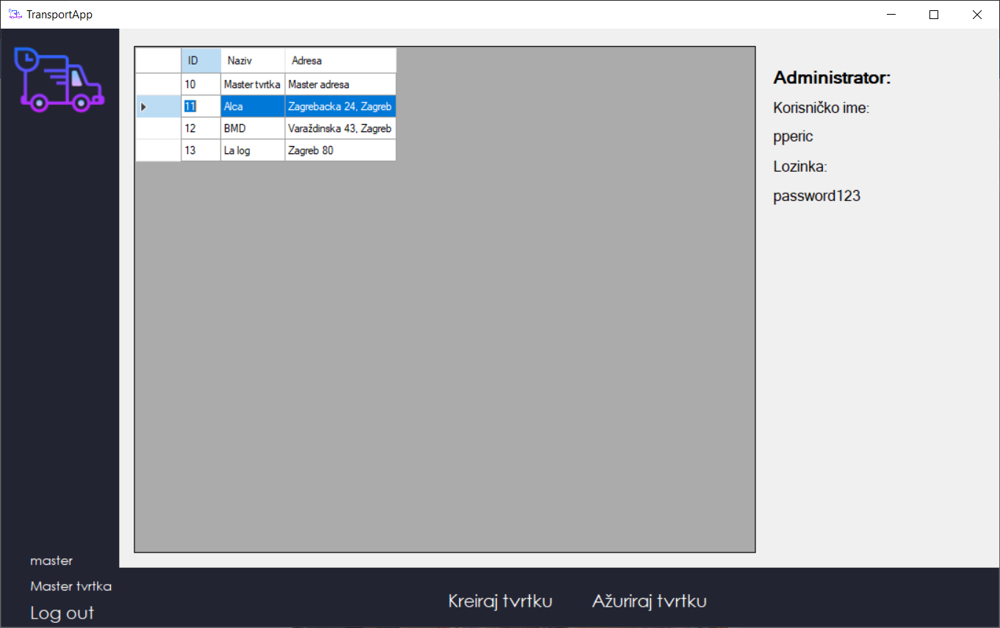 TransportApp
ID Naziv Adresa
10 Master tvrtka Master adresa
11 Alca Zagrebacka 24, Zagreb
12 BMD Varaždinska 43, Zagreb
13 La log Zagreb 80
Administrator:
Korisničko ime:
pperic
Lozinka:
password123
master
Master tvrtka
Log out
Kreiraj tvrtku Ažuriraj tvrtku